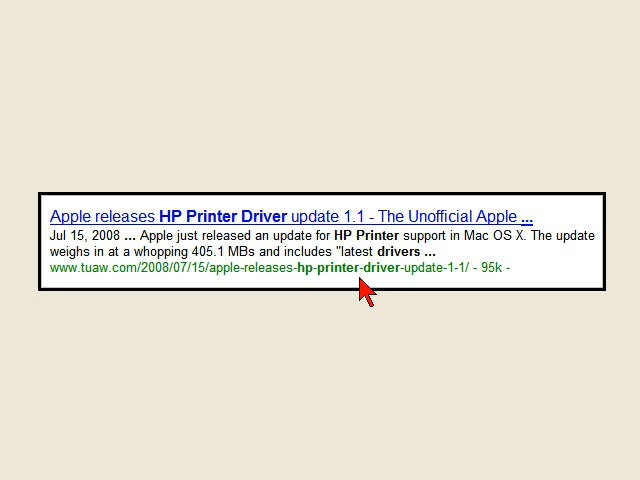 Apple releases HP Printer Driver update 1.1 - The Unofficial Apple ...
Jul 15, 2008 ... Apple just released an update for HP Printer support in Mac OS X. The update
weighs in at a whopping 405.1 MBs and includes "latest drivers ...
www.tuaw.com/2008/07/15/apple-releases-hp-printer-driver-update-1-1/ - 95k -